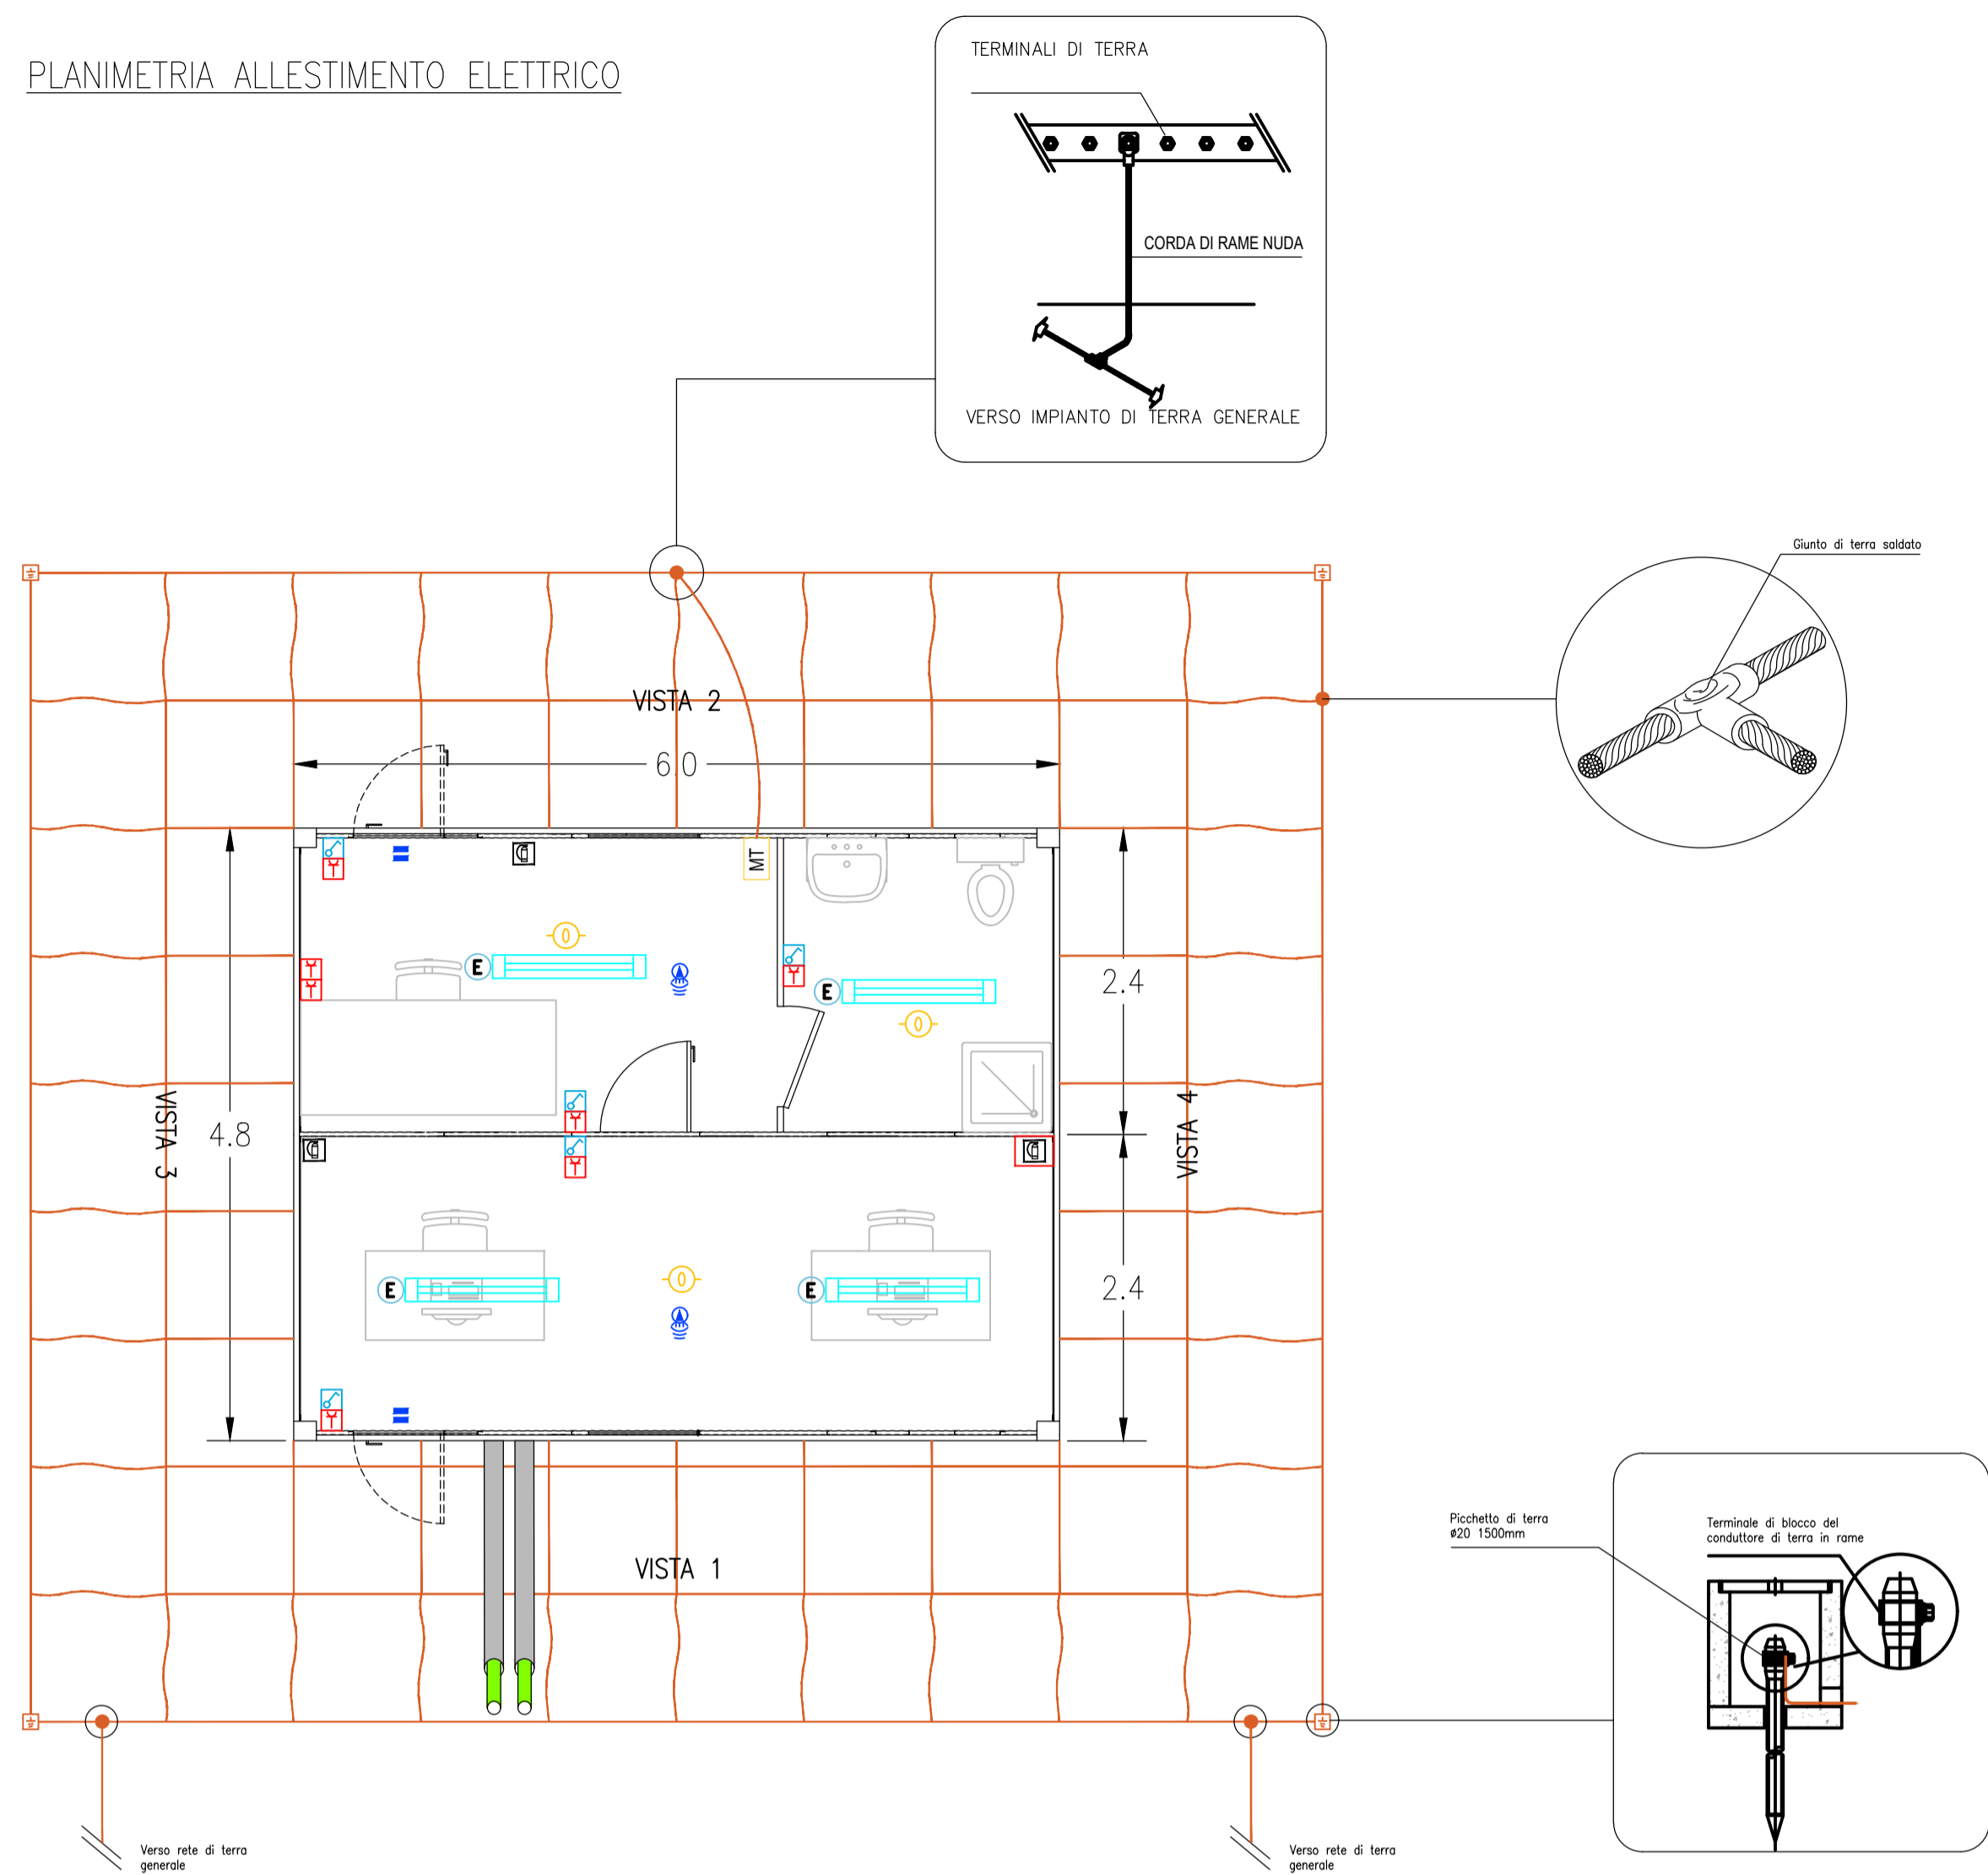 PLANIMETRIA ALLESTIMENTO ELETTRICO
TERMINALI DI TERRA
CORDA DI RAME NUDA
VERSO IMPIANTO DI TERRA GENERALE
Giunto di terra saldato
VISTA 2
6.0
MT
E
E
2.4
VISTA 3
4.8
VISTA 4
E
E
2.4
VISTA 1
Picchetto di terra
ø20 1500mm
Terminale di blocco del
conduttore di terra in rame
Verso rete di terra
generale
Verso rete di terra
generale